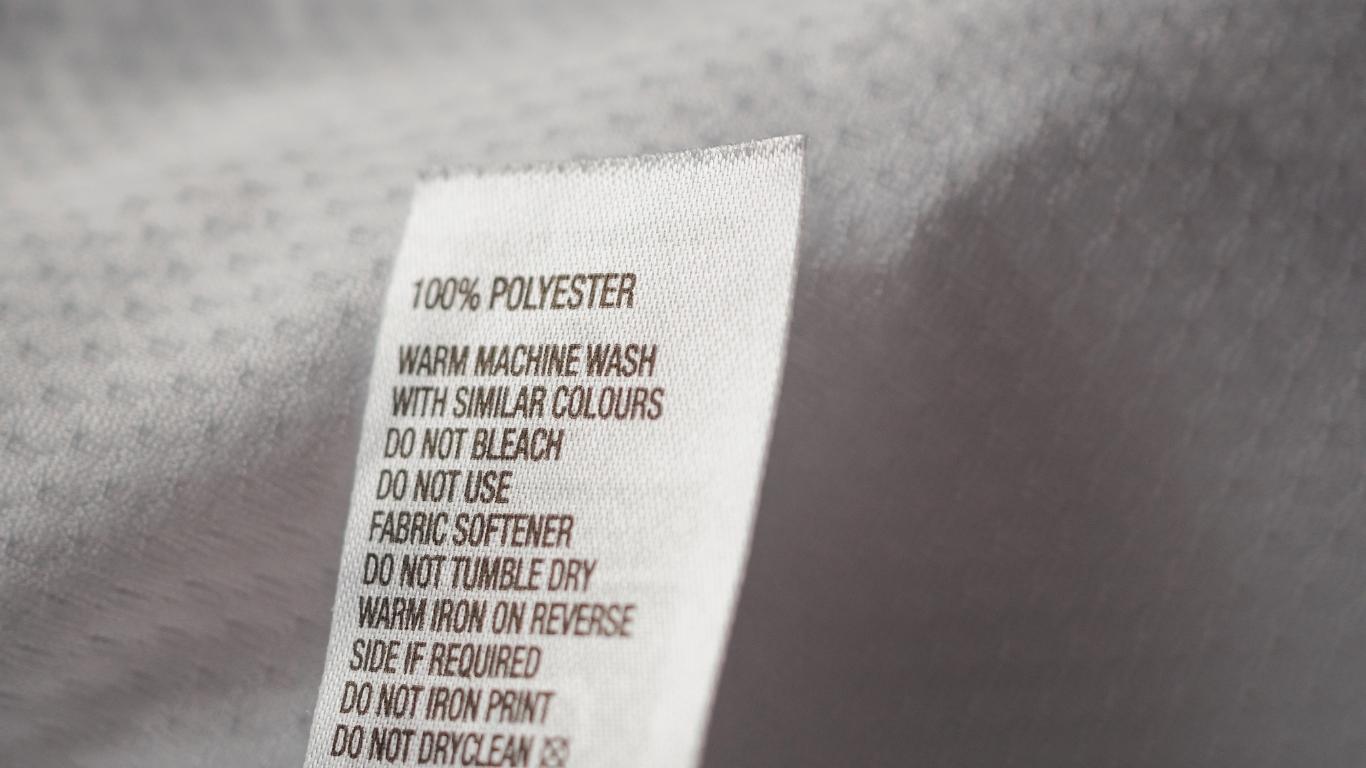 100% POLYESTER
WARM MACHINE WASH
WITH SIMILAR COLOURS
DO NOT BLEACH
DO NOT USE
FABRIC SOFTENER
DO NOT TUMBLE DRY
WARM IRON ON REVERSE
SIDE IF REQUIRED
DO NOT IRON PRINT
DO NOT DRYCLEAN